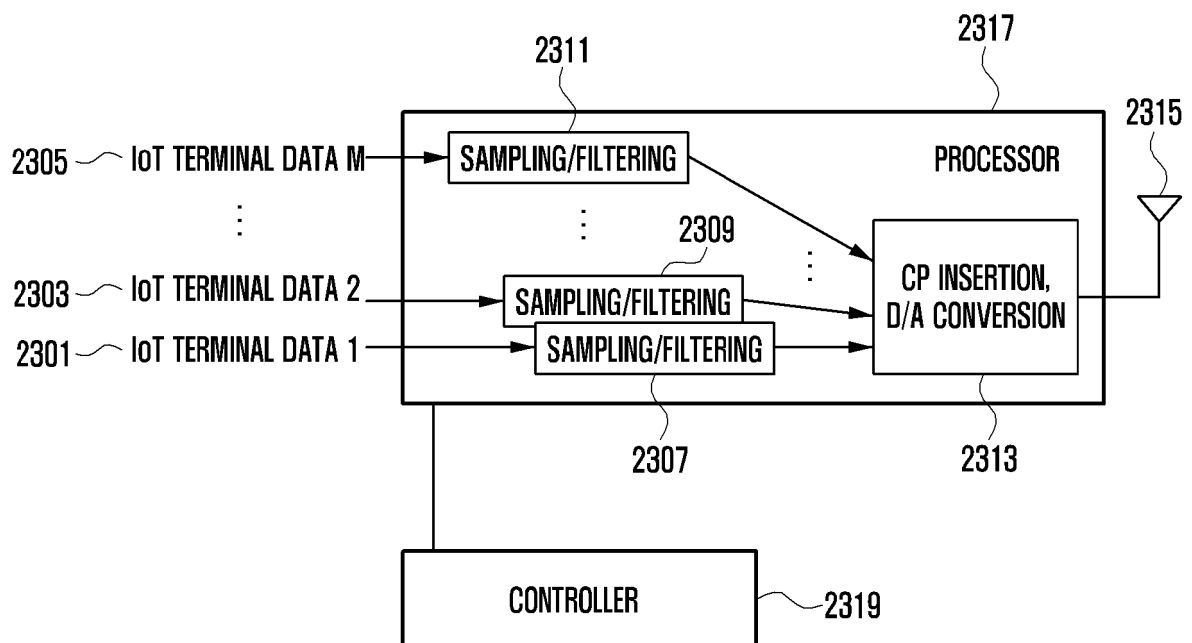 2311
2317
2315
2305
IoT TERMINAL DATA M
SAMPLING/FILTERING
PROCESSOR
2309
2303
IoT TERMINAL DATA 2
SAMPLING/FILTERING
CP INSERTION,
D/A CONVERSION
2301
IoT TERMINAL DATA 1
SAMPLING/FILTERING
2307
2313
CONTROLLER
2319